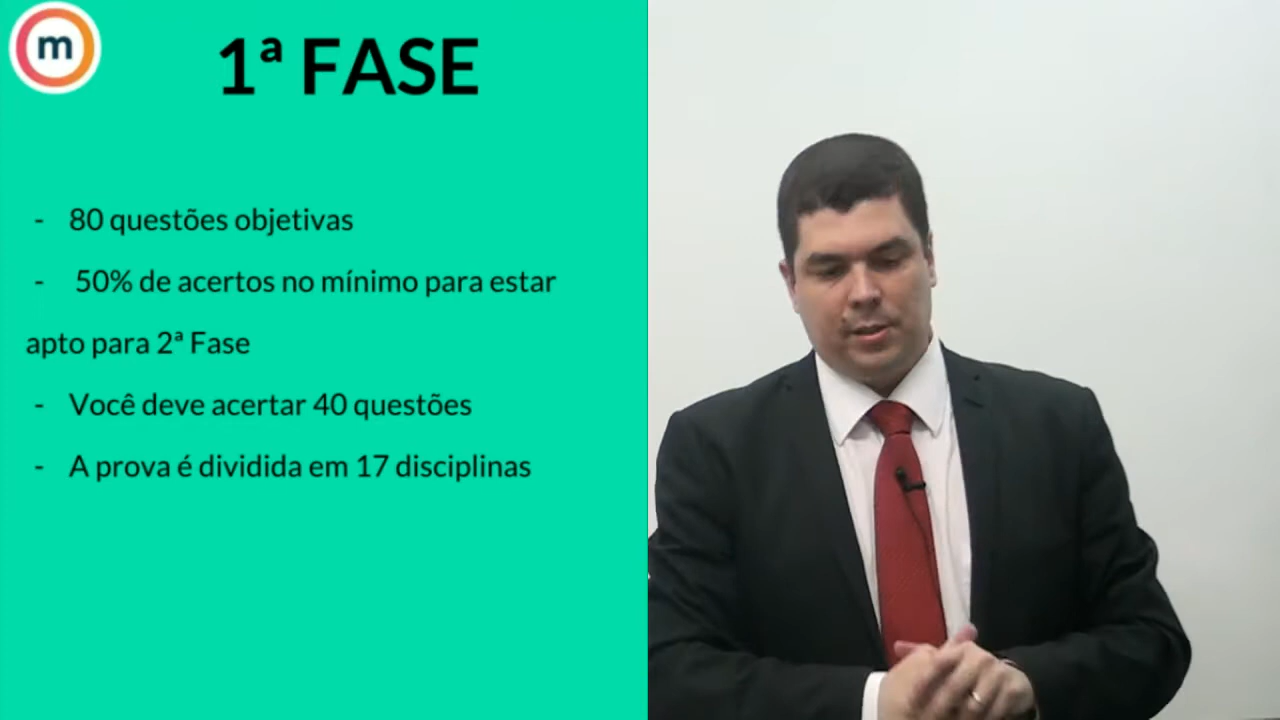 m
1ª FASE
- 80 questões objetivas
- 50% de acertos no mínimo para estar
apto para 2ª Fase
- Você deve acertar 40 questões
- A prova é dividida em 17 disciplinas